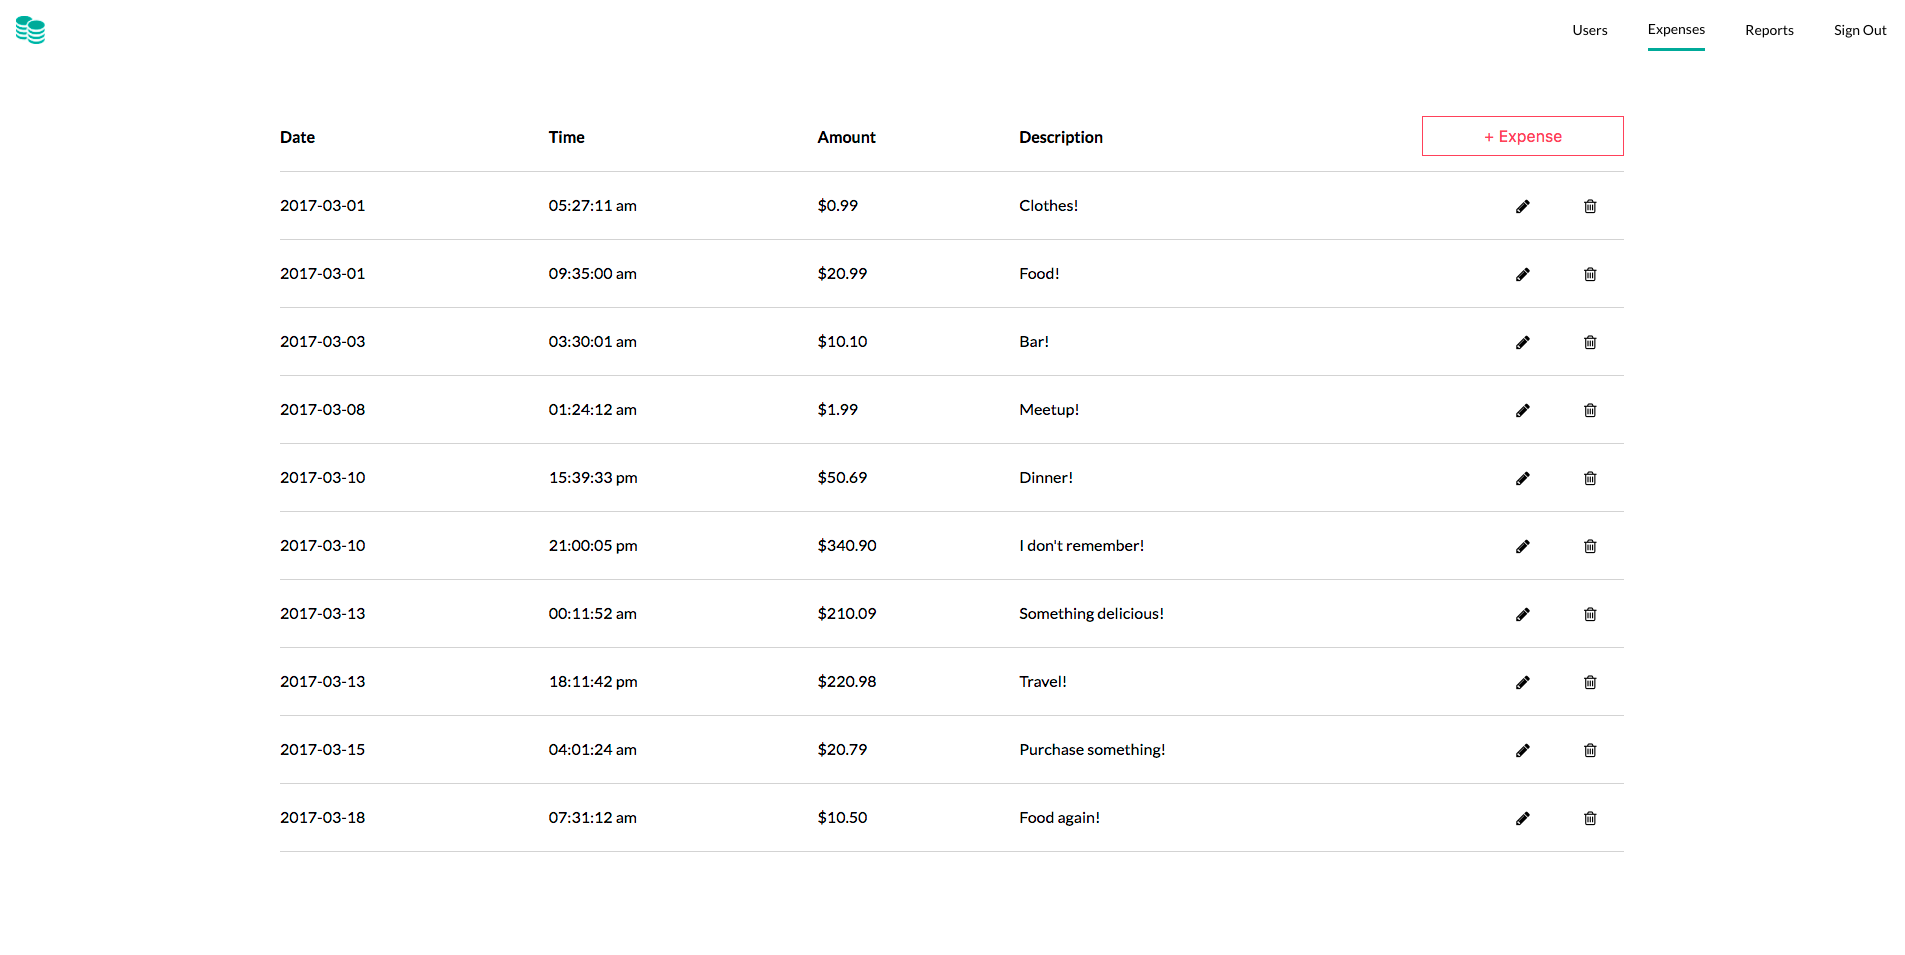 Users Expenses Reports Sign Out
Date Time Amount Description + Expense
2017-03-01 05:27:11 am $0.99 Clothes!
2017-03-01 09:35:00 am $20.99 Food!
2017-03-03 03:30:01 am $10.10 Bar!
2017-03-08 01:24:12 am $1.99 Meetup!
2017-03-10 15:39:33 pm $50.69 Dinner!
2017-03-10 21:00:05 pm $340.90 I don't remember!
2017-03-13 00:11:52 am $210.09 Something delicious!
2017-03-13 18:11:42 pm $220.98 Travel!
2017-03-15 04:01:24 am $20.79 Purchase something!
2017-03-18 07:31:12 am $10.50 Food again!